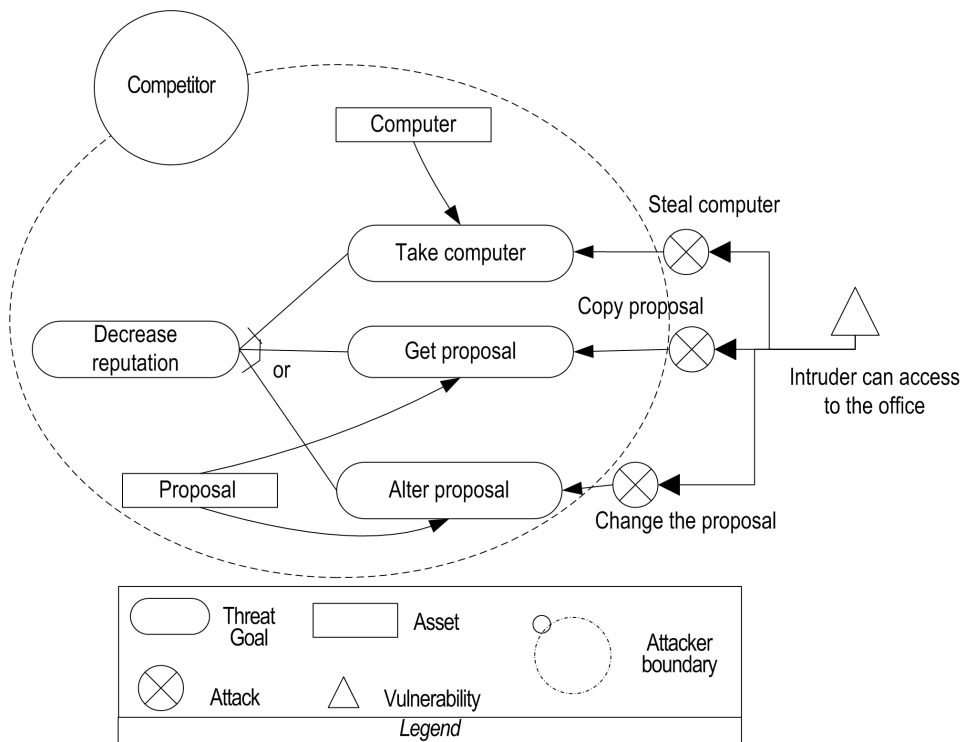 Competitor
Computer
Steal computer
Take computer
Copy proposal
Decrease
reputation
Get proposal
or
Intruder can access
to the office
Proposal
Alter proposal
Change the proposal
Threat
Goal
Asset
Attacker
boundary
Attack
Vulnerability
Legend